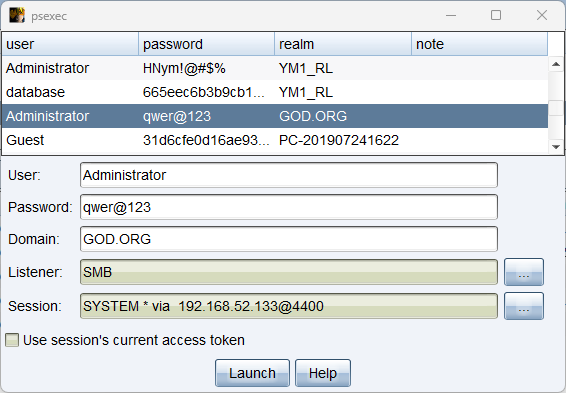 psexec
user password realm note
Administrator HNym!@#$% YM1_RL
database 665eec6b3b9cb1... YM1_RL
Administrator qwer@123 GOD.ORG
Guest 31d6cfe0d16ae93... PC-201907241622
User: Administrator
Password: qwer@123
Domain: GOD.ORG
Listener: SMB ...
Session: SYSTEM * via 192.168.52.133@4400 ...
Use session's current access token
Launch Help